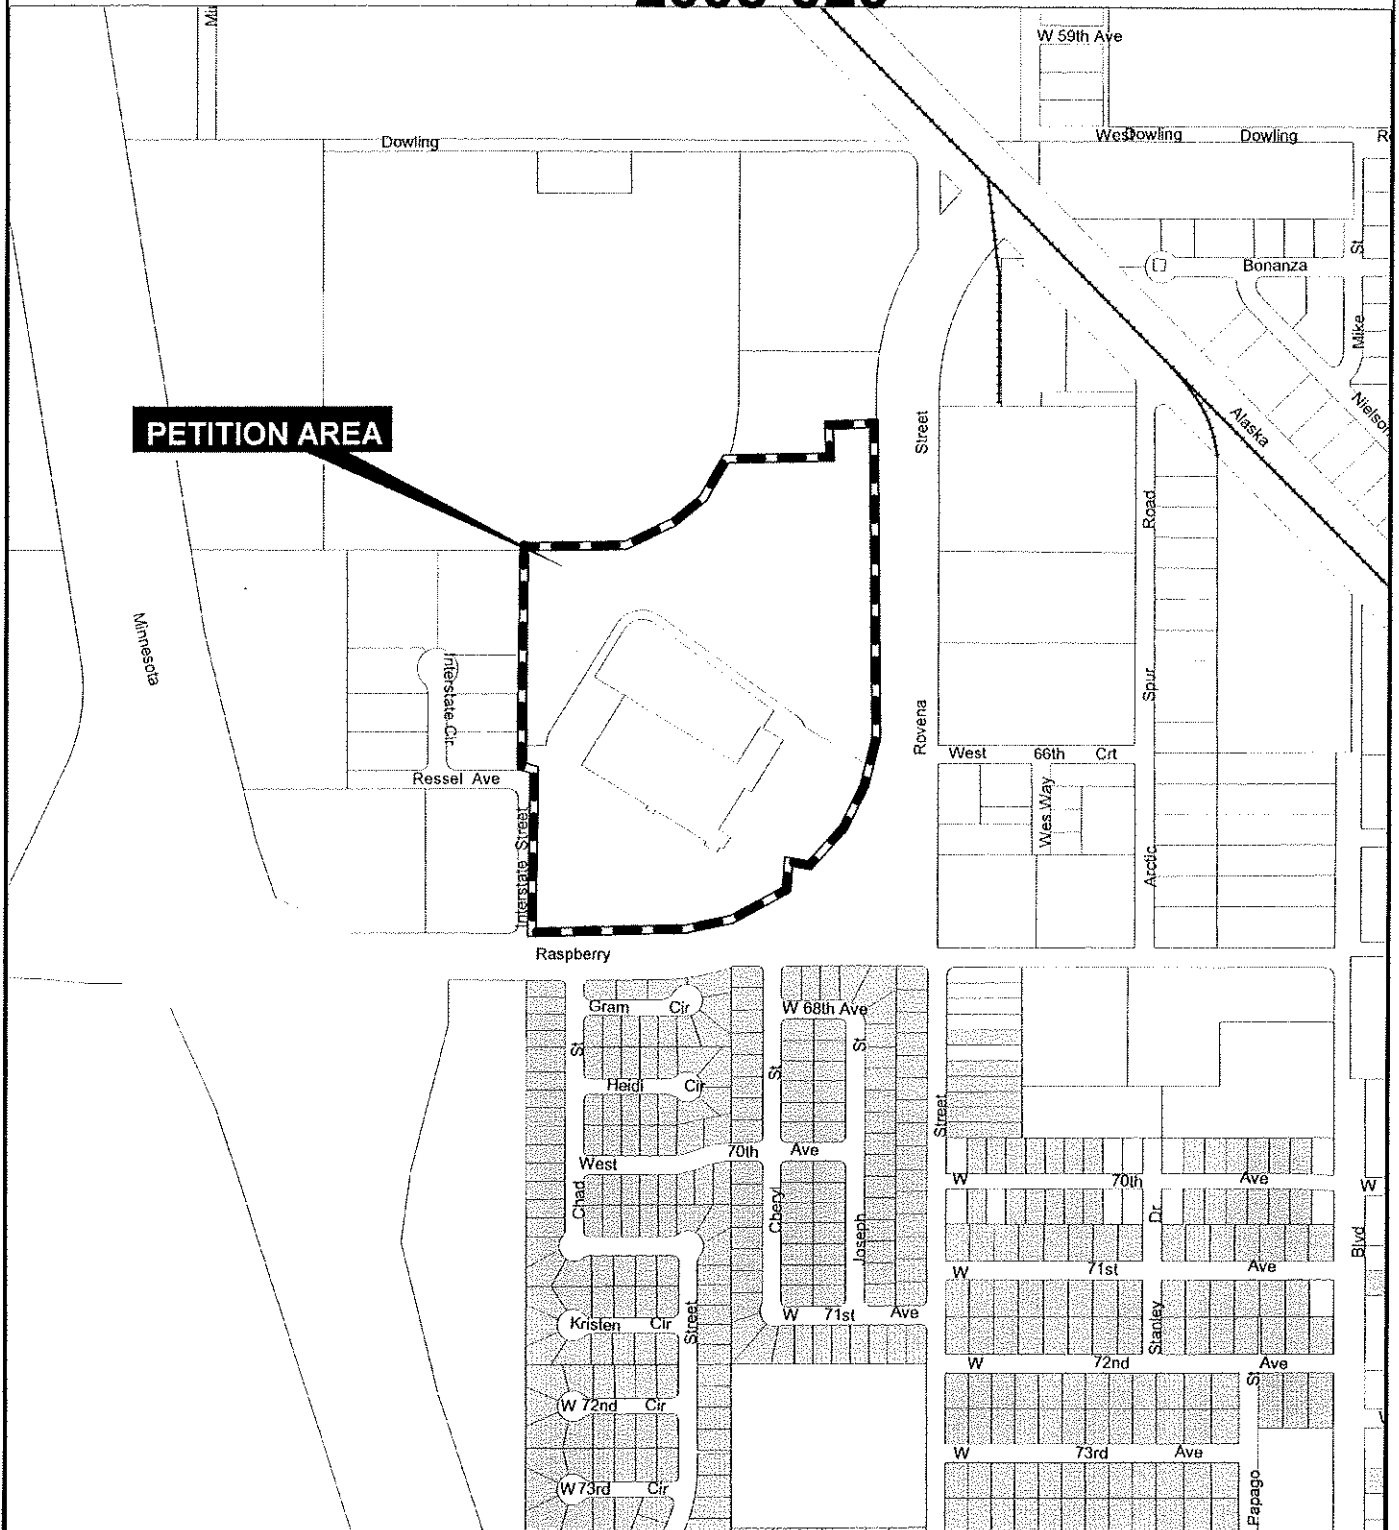 W 59th Ave
Dowling
West Dowling
Dowling
Bonanza
St
Mike
Alaska
PETITION AREA
Street
Road
Minnesota
Interstate Cir
Spur
Rovena
West 66th Crt
Ressel Ave
Wes Way
Interstate Street
Arctic
Raspberry
Gram Cir
W 68th Ave
St
St
Heidi Cir
St
Street
West 70th Ave
W 70th Ave
W
Chad
Cheryl
Joseph
Dr
Blvd
W 71st Ave
Kristen Cir
Street
W 71st Ave
Stanley
W 72nd Ave
St
W 72nd Cir
W 73rd Ave
W 73rd Cir
Papago